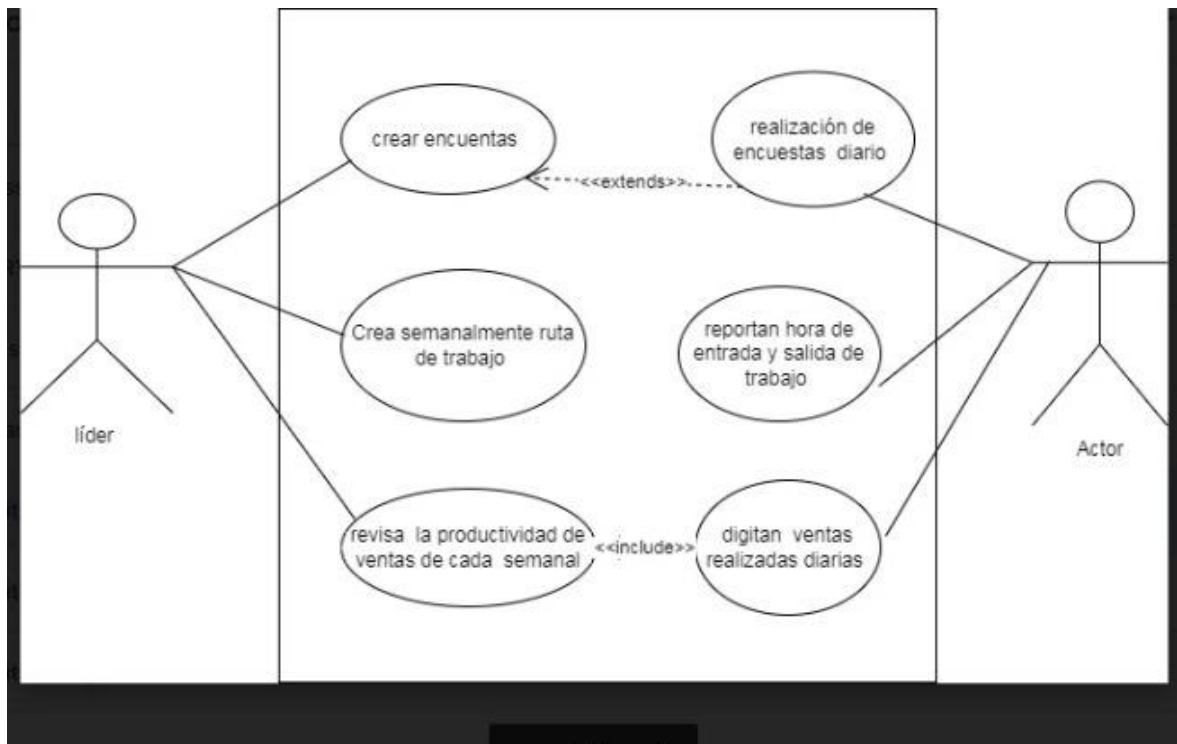 crear encuentas
realización de
encuestas diario
<<extends>>
Crea semanalmente ruta
de trabajo
reportan hora de
entrada y salida de
trabajo
líder
Actor
revisa la productividad de
ventas de cada semanal
<<include>>
digitan ventas
realizadas diarias